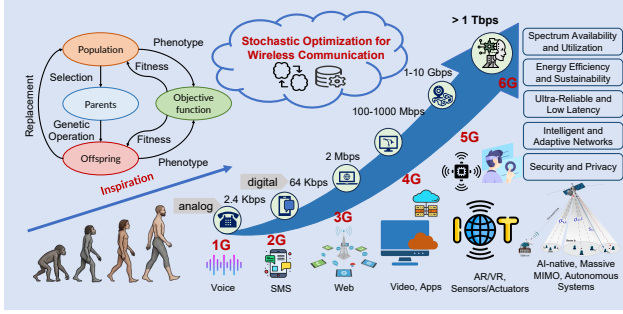 Population
Phenotype
Fitness
Selection
Replacement
Parents
Objective
function
Genetic
Operation
Fitness
Offspring
Phenotype
Inspiration
Stochastic Optimization for
Wireless Communication
> 1 Tbps
1-10 Gbps
100-1000 Mbps
2 Mbps
digital
64 Kbps
analog
2.4 Kbps
1G
2G
3G
4G
5G
6G
Voice
SMS
Web
Video, Apps
IOT
AR/VR,
Sensors/Actuators
AI-native, Massive
MIMO, Autonomous
Systems
Spectrum Availability
and Utilization
Energy Efficiency
and Sustainability
Ultra-Reliable and
Low Latency
Intelligent and
Adaptive Networks
Security and Privacy